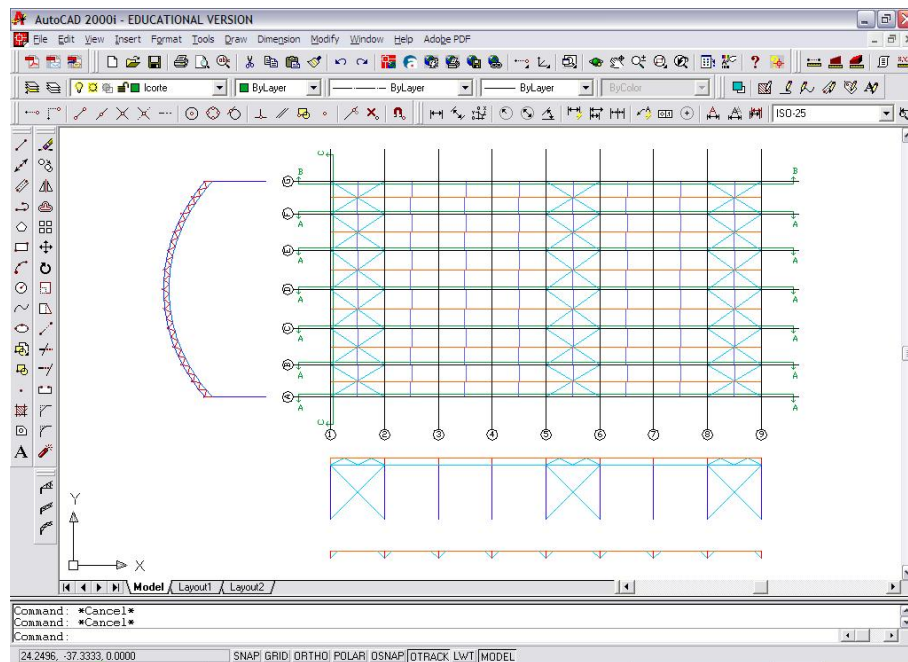 AutoCAD 2000i - EDUCATIONAL VERSION
File Edit View Insert Format Tools Draw Dimension Modify Window Help Adobe PDF
lcorte ByLayer ByLayer ByLayer ByColor
ISO-25
C
B B
G
F
A A
E
A A
D
A A
C
A A
B
A A
A
A A
C
1 2 3 4 5 6 7 8 9
Y
X
Model Layout1 Layout2
Command: *Cancel*
Command: *Cancel*
Command:
24.2496, -37.3333, 0.0000 SNAP GRID ORTHO POLAR OSNAP OTRACK LWT MODEL